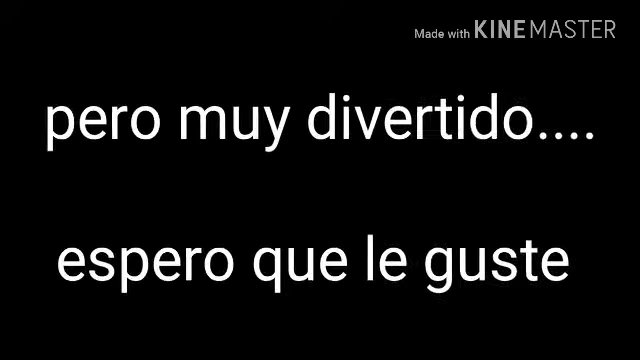 Made with KINEMASTER
pero muy divertido....
espero que le guste